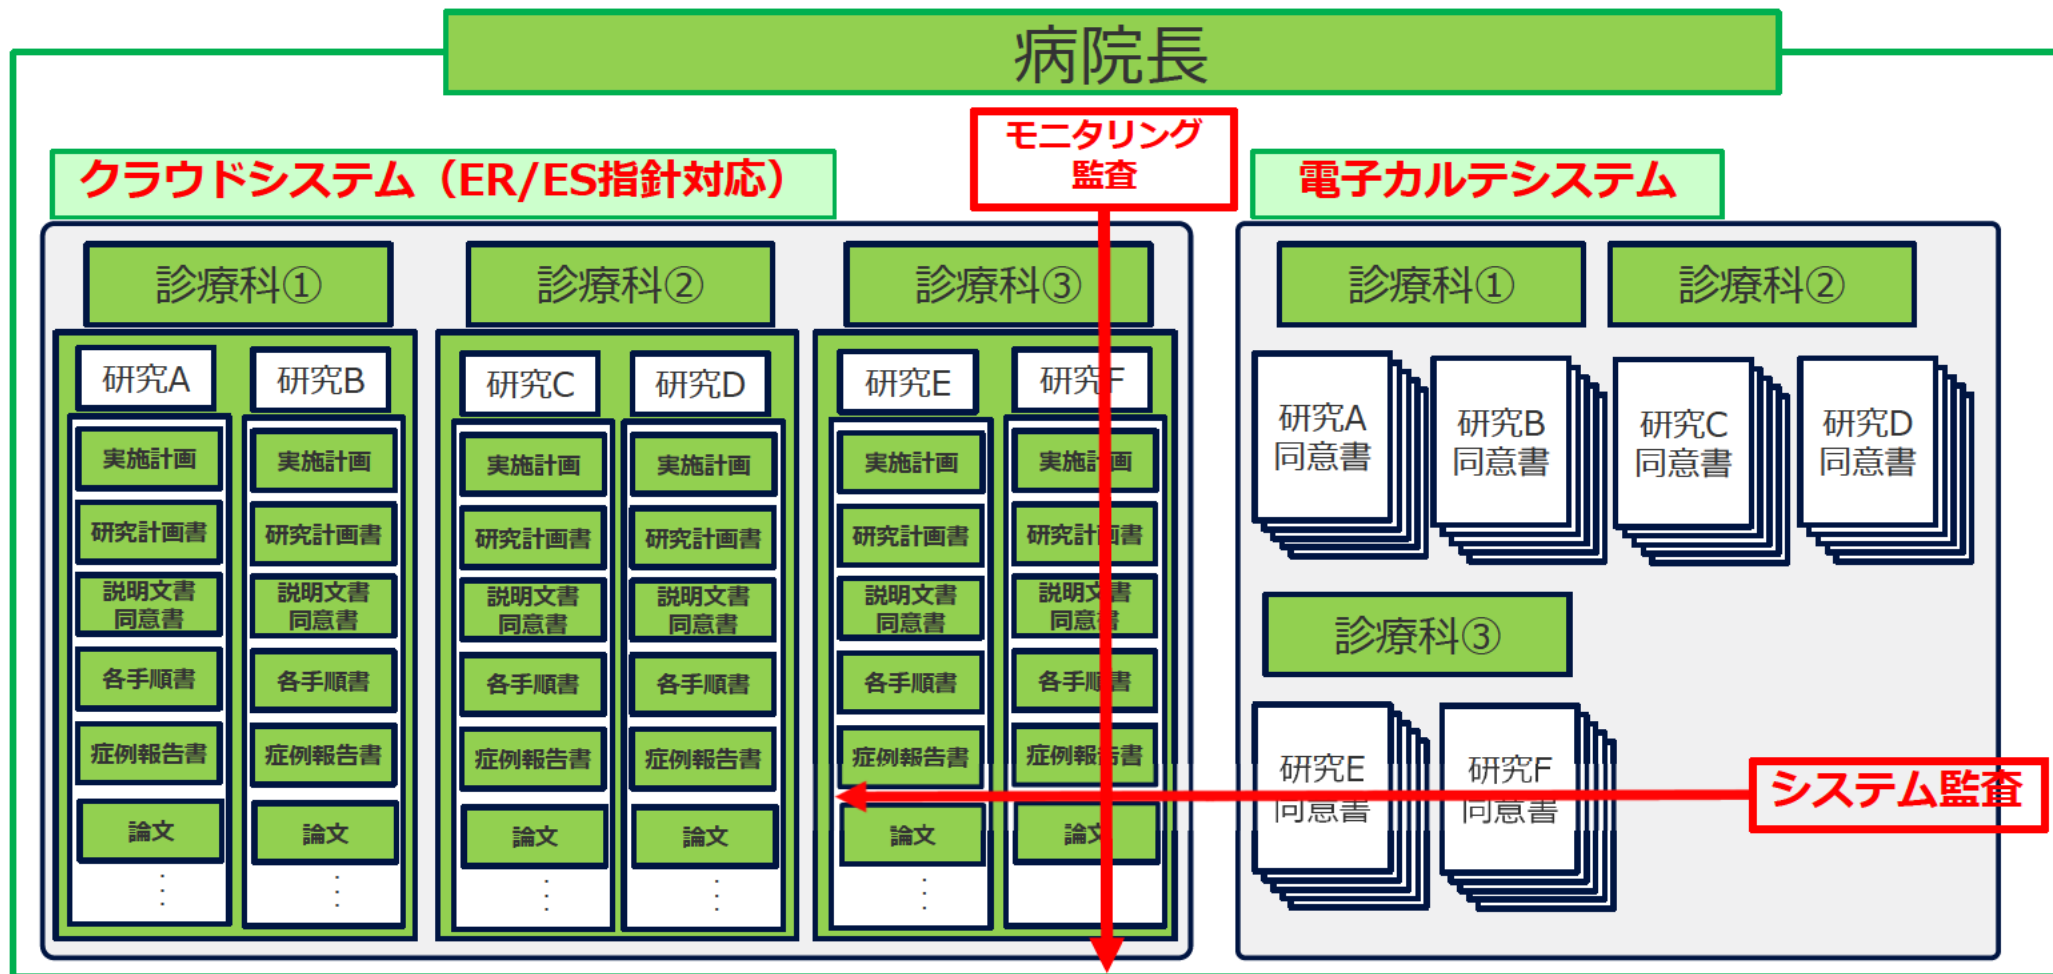 病院長
モニタリング
監査
クラウドシステム（ER/ES指針対応）
電子カルテシステム
診療科①
診療科②
診療科③
研究A
研究B
研究C
研究D
研究E
研究F
実施計画
実施計画
実施計画
実施計画
実施計画
実施計画
研究計画書
研究計画書
研究計画書
研究計画書
研究計画書
研究計画書
説明文書
同意書
説明文書
同意書
説明文書
同意書
説明文書
同意書
説明文書
同意書
説明文書
同意書
各手順書
各手順書
各手順書
各手順書
各手順書
各手順書
症例報告書
症例報告書
症例報告書
症例報告書
症例報告書
症例報告書
論文
論文
論文
論文
論文
論文
⋮
⋮
⋮
⋮
⋮
診療科①
診療科②
研究A
同意書
研究B
同意書
研究C
同意書
研究D
同意書
診療科③
研究E
同意書
研究F
同意書
システム監査